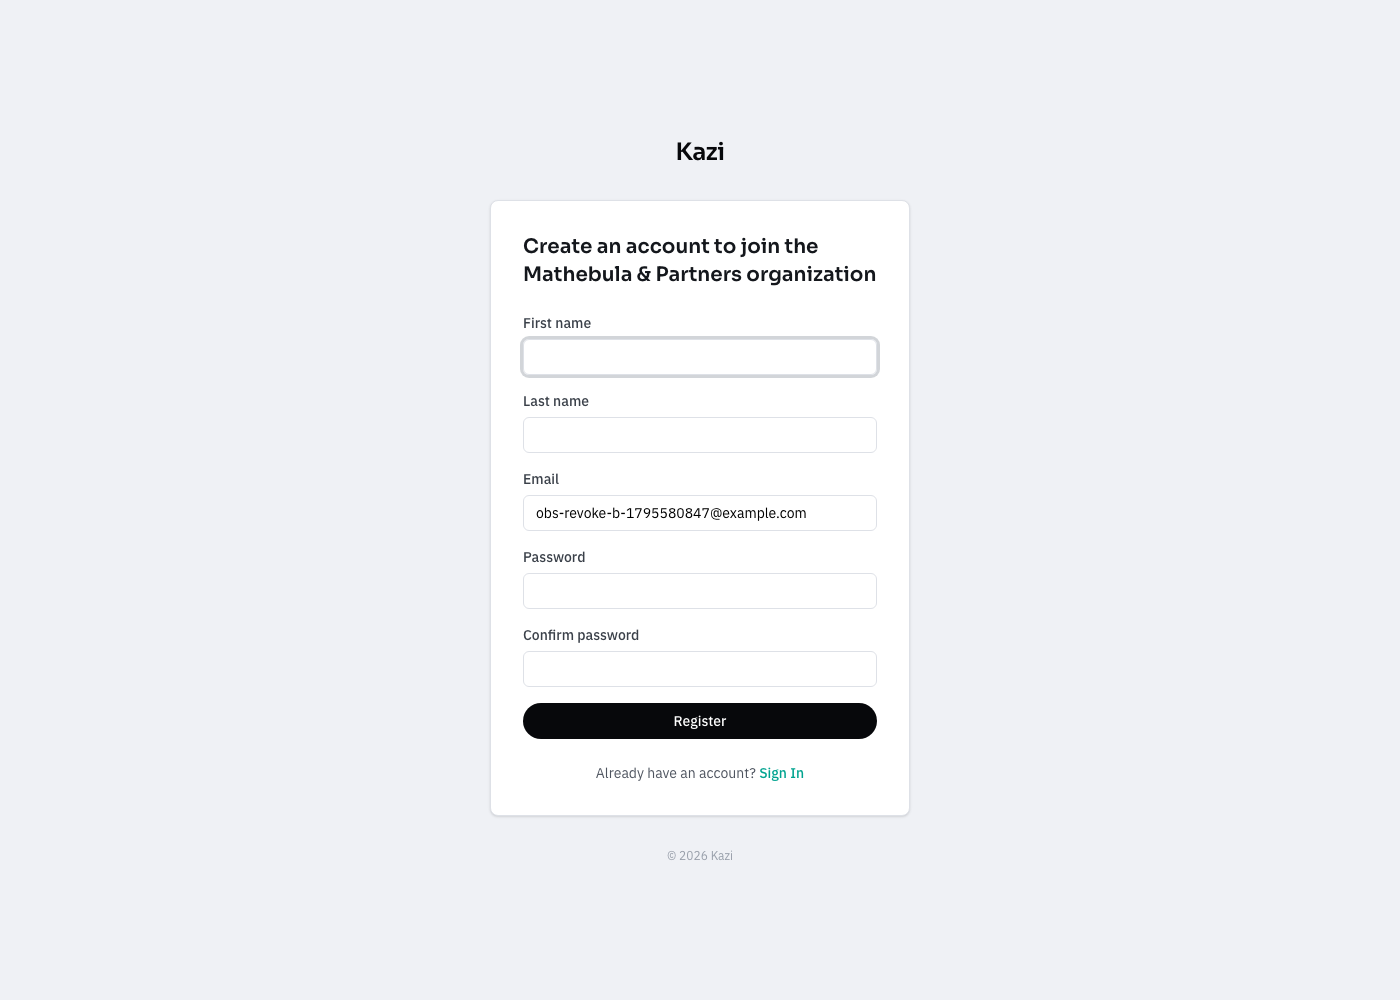 Kazi
Create an account to join the
Mathebula & Partners organization
First name
Last name
Email
obs-revoke-b-1795580847@example.com
Password
Confirm password
Register
Already have an account? Sign In
© 2026 Kazi